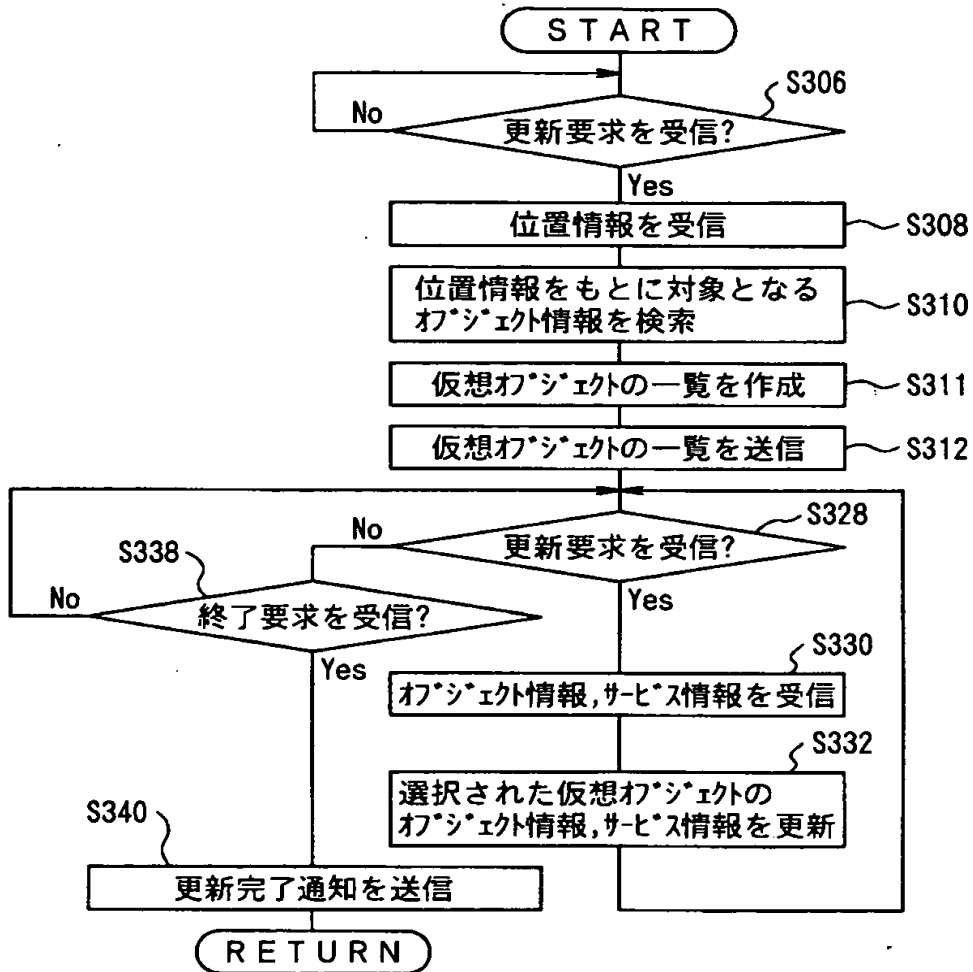 START
S306
No
更新要求を受信?
Yes
位置情報を受信
S308
位置情報をもとに対象となる
ｵﾌﾞｼﾞｪｸﾄ情報を検索
S310
仮想ｵﾌﾞｼﾞｪｸﾄの一覧を作成
S311
仮想ｵﾌﾞｼﾞｪｸﾄの一覧を送信
S312
S328
No
更新要求を受信?
S338
No
終了要求を受信?
Yes
Yes
S330
ｵﾌﾞｼﾞｪｸﾄ情報,ｻｰﾋﾞｽ情報を受信
S332
選択された仮想ｵﾌﾞｼﾞｪｸﾄの
ｵﾌﾞｼﾞｪｸﾄ情報,ｻｰﾋﾞｽ情報を更新
S340
更新完了通知を送信
RETURN